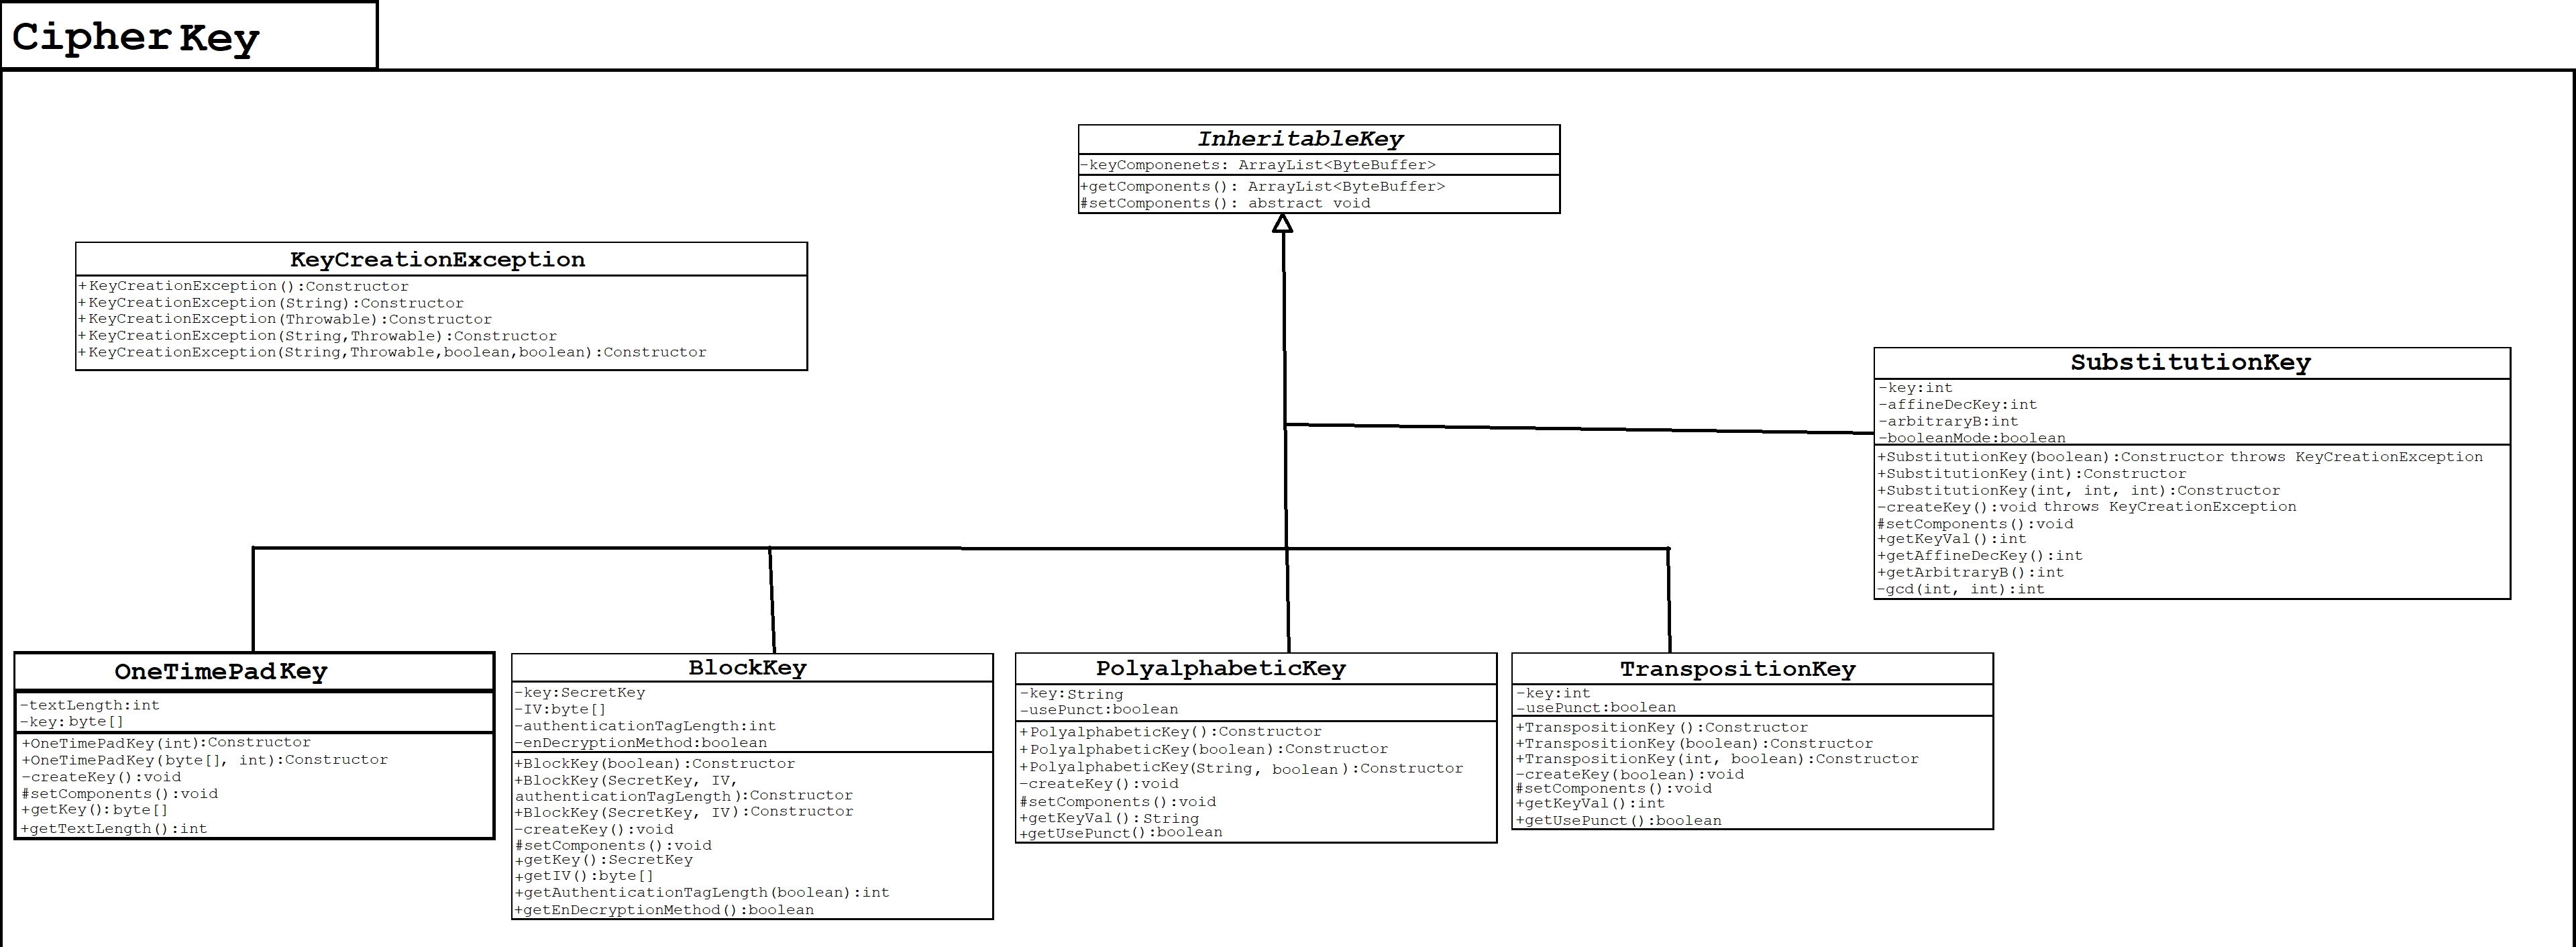 Cipher Key
InheritableKey
-keyComponenets: ArrayList<ByteBuffer>
+getComponents(): ArrayList<ByteBuffer>
#setComponents(): abstract void
KeyCreationException
+KeyCreationException():Constructor
+KeyCreationException(String):Constructor
+KeyCreationException(Throwable):Constructor
+KeyCreationException(String,Throwable):Constructor
+KeyCreationException(String,Throwable,boolean,boolean):Constructor
SubstitutionKey
-key:int
-affineDecKey:int
-arbitraryB:int
-booleanMode:boolean
+SubstitutionKey(boolean):Constructor throws KeyCreationException
+SubstitutionKey(int):Constructor
+SubstitutionKey(int, int, int):Constructor
-createKey():void throws KeyCreationException
#setComponents():void
+getKeyVal():int
+getAffineDecKey():int
+getArbitraryB():int
-gcd(int, int):int
OneTimePadKey
-textLength:int
-key:byte[]
+OneTimePadKey(int):Constructor
+OneTimePadKey(byte[], int):Constructor
-createKey():void
#setComponents():void
+getKey():byte[]
+getTextLength():int
BlockKey
-key:SecretKey
-IV:byte[]
-authenticationTagLength:int
-enDecryptionMethod:boolean
+BlockKey(boolean):Constructor
+BlockKey(SecretKey, IV,
authenticationTagLength):Constructor
+BlockKey(SecretKey, IV):Constructor
-createKey():void
#setComponents():void
+getKey():SecretKey
+getIV():byte[]
+getAuthenticationTagLength(boolean):int
+getEnDecryptionMethod():boolean
PolyalphabeticKey
-key:String
-usePunct:boolean
+PolyalphabeticKey():Constructor
+PolyalphabeticKey(boolean):Constructor
+PolyalphabeticKey(String, boolean):Constructor
-createKey():void
#setComponents():void
+getKeyVal():String
+getUsePunct():boolean
TranspositionKey
-key:int
-usePunct:boolean
+TranspositionKey():Constructor
+TranspositionKey(boolean):Constructor
+TranspositionKey(int, boolean):Constructor
-createKey(boolean):void
#setComponents():void
+getKeyVal():int
+getUsePunct():boolean